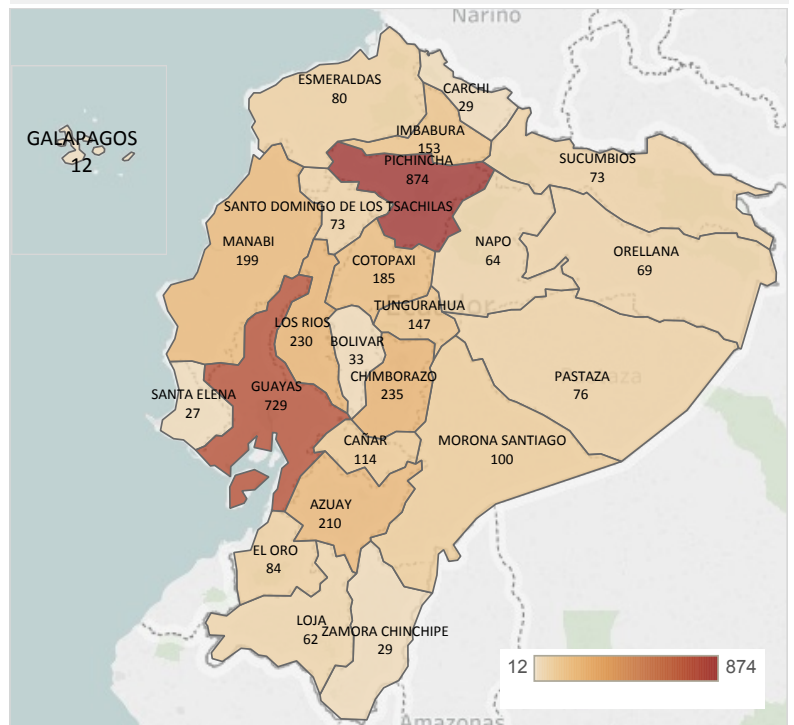 Nariño
ESMERALDAS
80
CARCHI
29
GALAPAGOS
12
IMBABURA
153
PICHINCHA
874
SUCUMBIOS
73
SANTO DOMINGO DE LOS TSACHILAS
73
MANABI
199
NAPO
64
ORELLANA
69
COTOPAXI
185
Ecuador
TUNGURAHUA
147
LOS RIOS
230
BOLIVAR
33
CHIMBORAZO
235
PASTAZA
76
SANTA ELENA
27
GUAYAS
729
CAÑAR
114
MORONA SANTIAGO
100
AZUAY
210
EL ORO
84
LOJA
62
ZAMORA CHINCHIPE
29
12 874
Amazonas